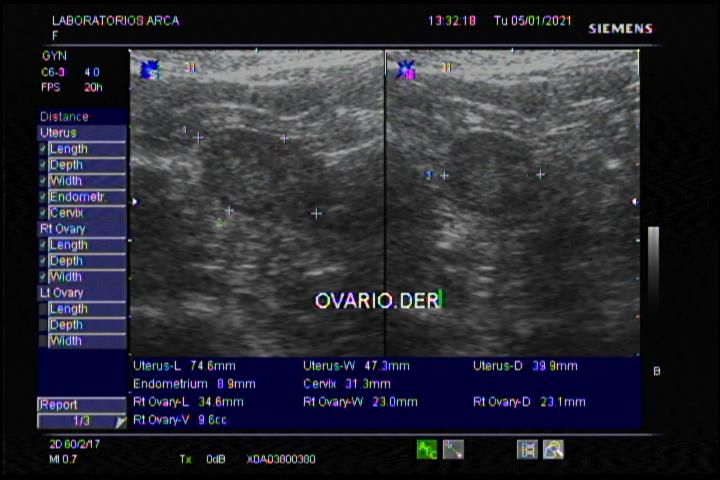 LABORATORIOS ARCA
13:32:18 Tu 05/01/2021
SIEMENS
F
GYN
C6-3 4.0
FPS 20h
Distance
Uterus
Length
Depth
Width
Endometr.
Cervix
Rt Ovary
Length
Depth
Width
Lt Ovary
Length
Depth
Width
Report
1/3
1
2
3
OVARIO.DER
Uterus-L 74.6mm Uterus-W 47.3mm Uterus-D 39.9mm
Endometrium 8.9mm Cervix 31.3mm
Rt Ovary-L 34.6mm Rt Ovary-W 23.0mm Rt Ovary-D 23.1mm
Rt Ovary-V 9.6cc
B
2D 60/2/17
MI 0.7 Tx 0dB XDA03800380